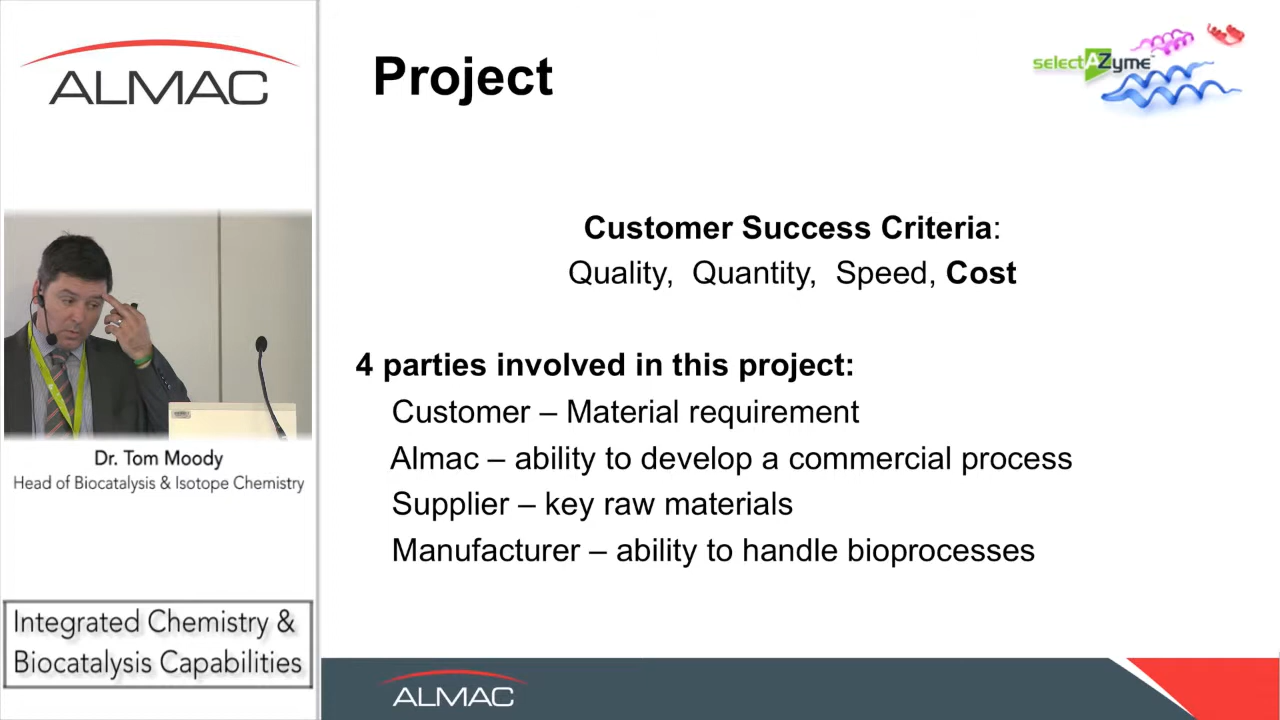 ALMAC
Project
selectAZyme™
Customer Success Criteria:
Quality, Quantity, Speed, Cost
4 parties involved in this project:
Customer – Material requirement
Almac – ability to develop a commercial process
Supplier – key raw materials
Manufacturer – ability to handle bioprocesses
Dr. Tom Moody
Head of Biocatalysis & Isotope Chemistry
Integrated Chemistry &
Biocatalysis Capabilities
ALMAC